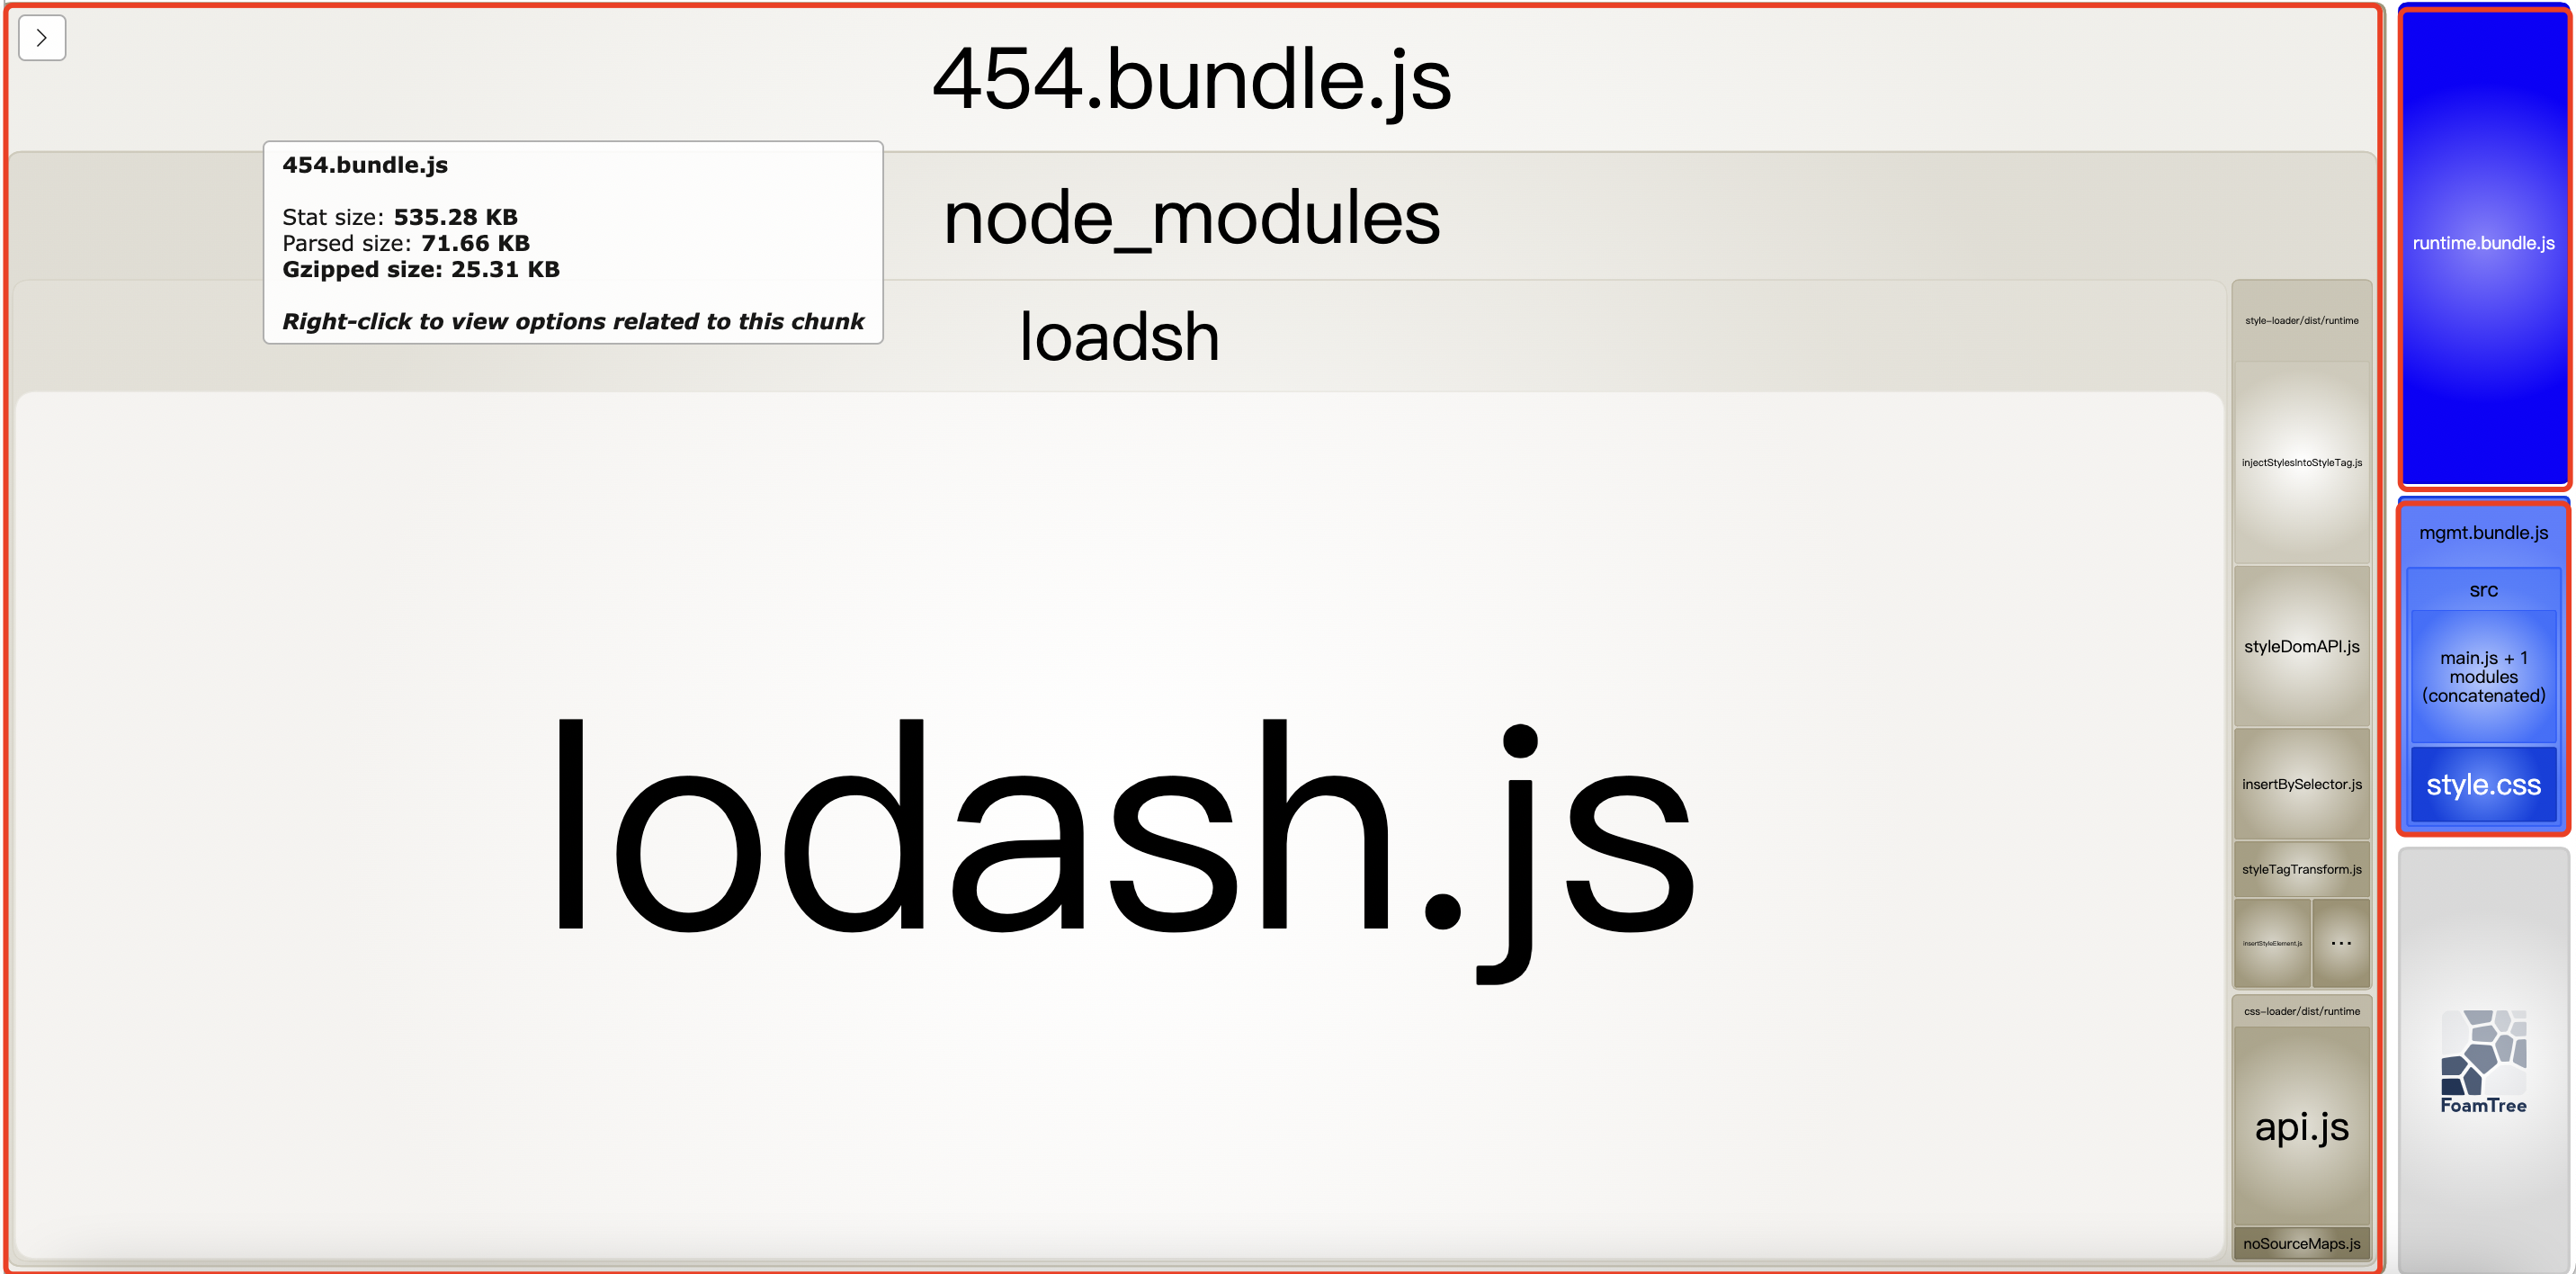 454.bundle.js
454.bundle.js
Stat size: 535.28 KB
Parsed size: 71.66 KB
Gzipped size: 25.31 KB
Right-click to view options related to this chunk
node_modules
loadsh
lodash.js
style-loader/dist/runtime
injectStylesIntoStyleTag.js
styleDomAPI.js
insertBySelector.js
styleTagTransform.js
insertStyleElement.js
...
css-loader/dist/runtime
api.js
noSourceMaps.js
runtime.bundle.js
mgmt.bundle.js
src
main.js + 1
modules
(concatenated)
style.css
FoamTree